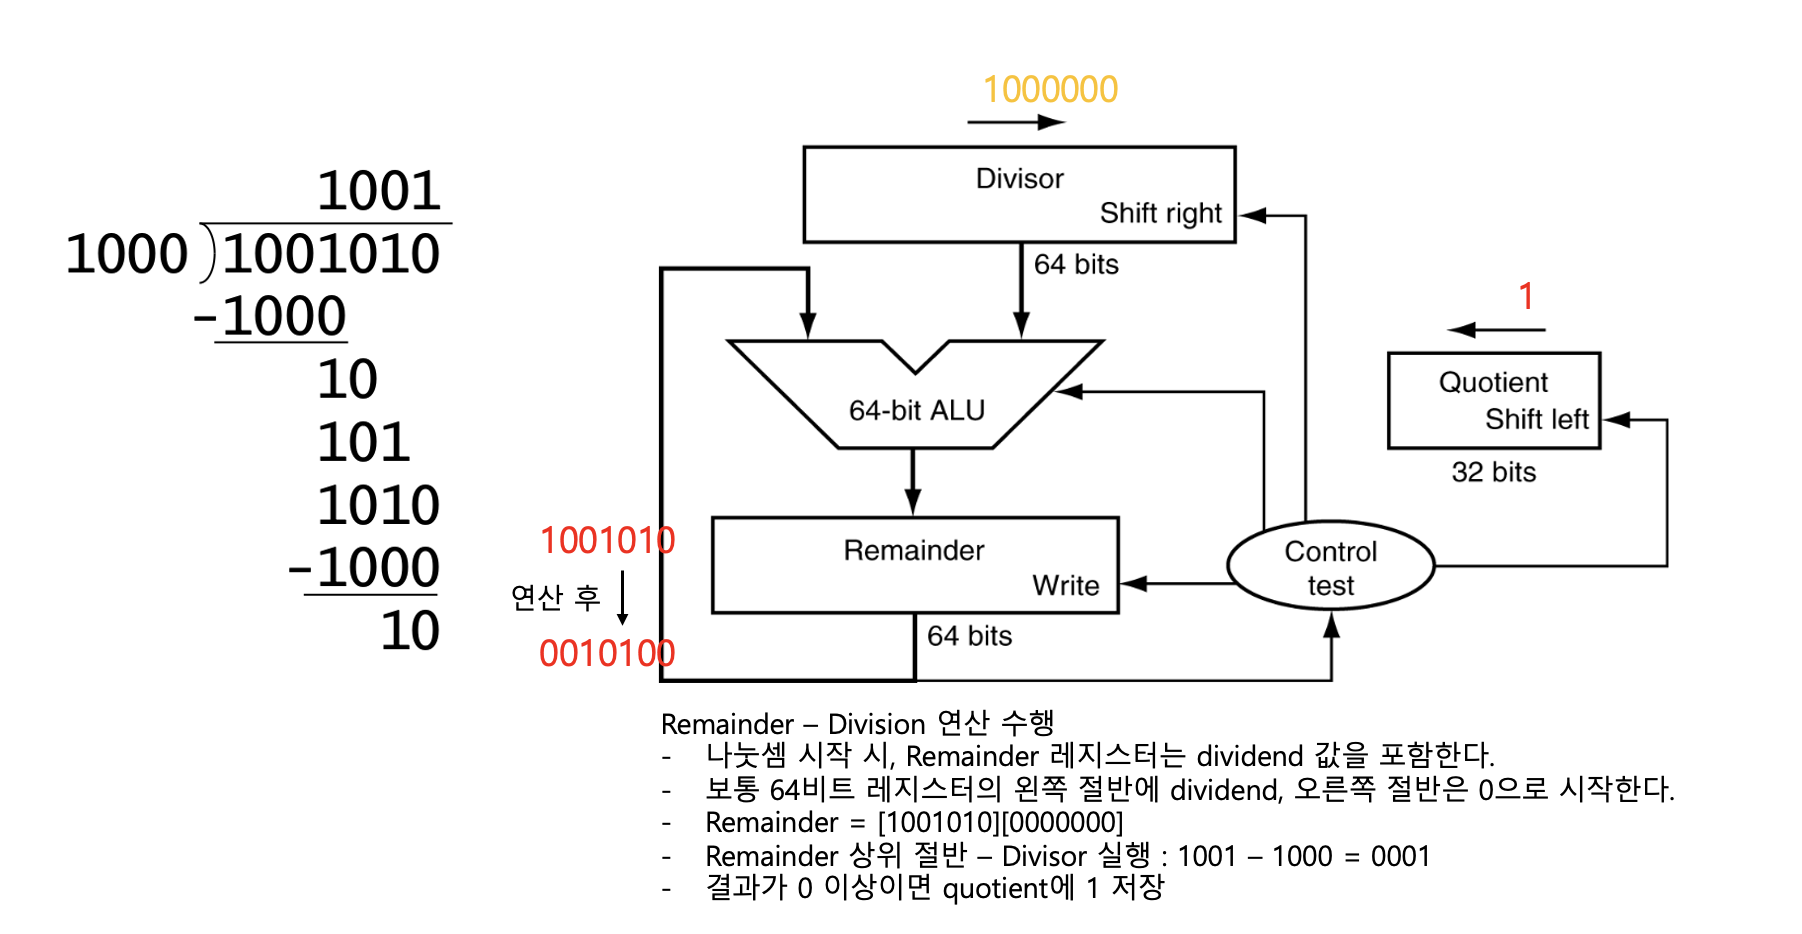 1001
1000)1001010
-1000
10
101
1010
-1000
10
1000000
Divisor
Shift right
64 bits
64-bit ALU
1
Quotient
Shift left
32 bits
1001010
연산 후
0010100
Remainder
Write
64 bits
Control
test
Remainder – Division 연산 수행
- 나눗셈 시작 시, Remainder 레지스터는 dividend 값을 포함한다.
- 보통 64비트 레지스터의 왼쪽 절반에 dividend, 오른쪽 절반은 0으로 시작한다.
- Remainder = [1001010][0000000]
- Remainder 상위 절반 – Divisor 실행 : 1001 – 1000 = 0001
- 결과가 0 이상이면 quotient에 1 저장